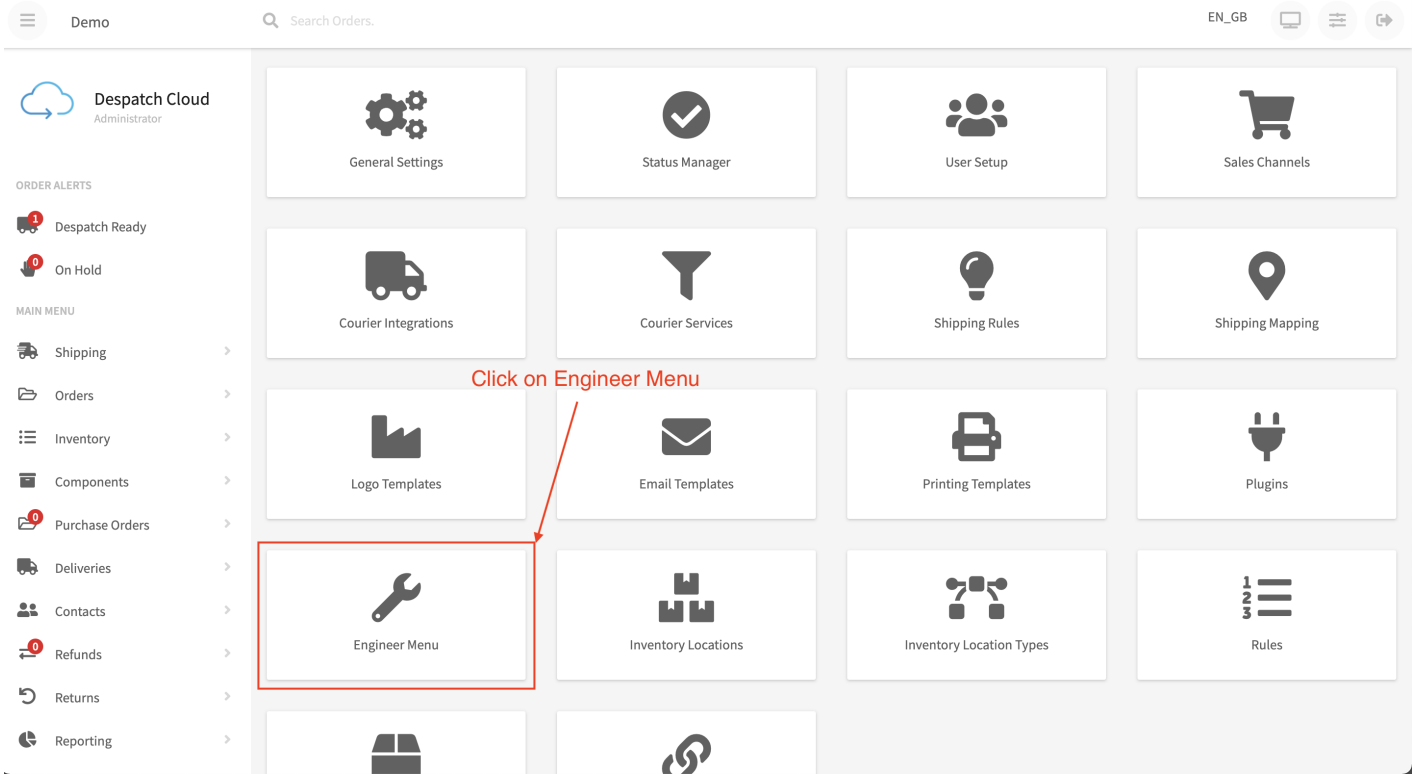 Demo
Search Orders.
EN_GB
Despatch Cloud
Administrator
ORDER ALERTS
1
Despatch Ready
0
On Hold
MAIN MENU
Shipping
Orders
Inventory
Components
0
Purchase Orders
Deliveries
Contacts
0
Refunds
Returns
Reporting
General Settings
Status Manager
User Setup
Sales Channels
Courier Integrations
Courier Services
Shipping Rules
Shipping Mapping
Click on Engineer Menu
Logo Templates
Email Templates
Printing Templates
Plugins
Engineer Menu
Inventory Locations
Inventory Location Types
1
2
3
Rules